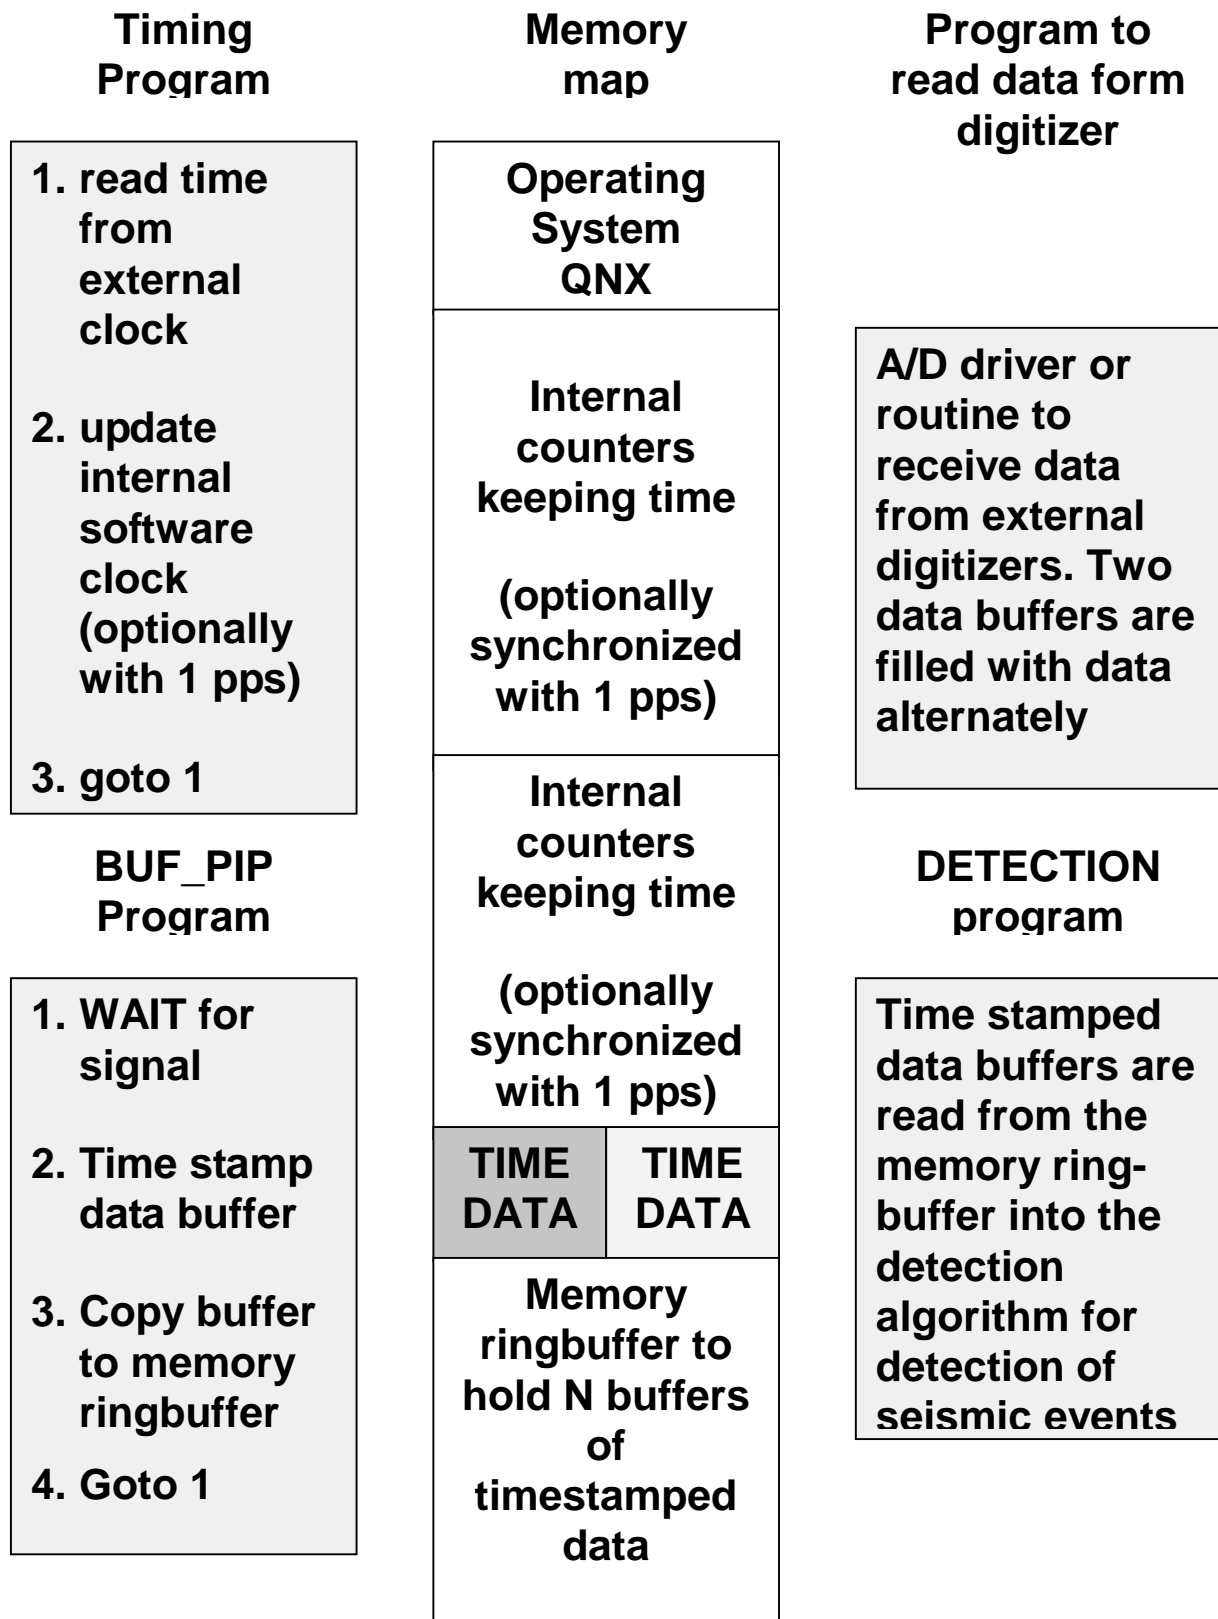 Timing
Program
1. read time
from
external
clock
2. update
internal
software
clock
(optionally
with 1 pps)
3. goto 1
BUF_PIP
Program
1. WAIT for
signal
2. Time stamp
data buffer
3. Copy buffer
to memory
ringbuffer
4. Goto 1
Memory
map
Operating
System
QNX
Internal
counters
keeping time
(optionally
synchronized
with 1 pps)
Internal
counters
keeping time
(optionally
synchronized
with 1 pps)
TIME
DATA
TIME
DATA
Memory
ringbuffer to
hold N buffers
of
timestamped
data
Program to
read data form
digitizer
A/D driver or
routine to
receive data
from external
digitizers. Two
data buffers are
filled with data
alternately
DETECTION
program
Time stamped
data buffers are
read from the
memory ring-
buffer into the
detection
algorithm for
detection of
seismic events